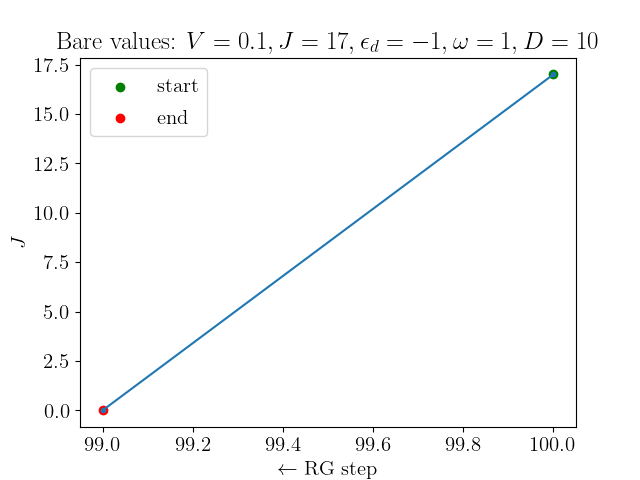 Bare values: $V = 0.1, J = 17, \epsilon_d = -1, \omega = 1, D = 10$
17.5
15.0
12.5
10.0
7.5
5.0
2.5
0.0
J
start
end
99.0 99.2 99.4 99.6 99.8 100.0
← RG step